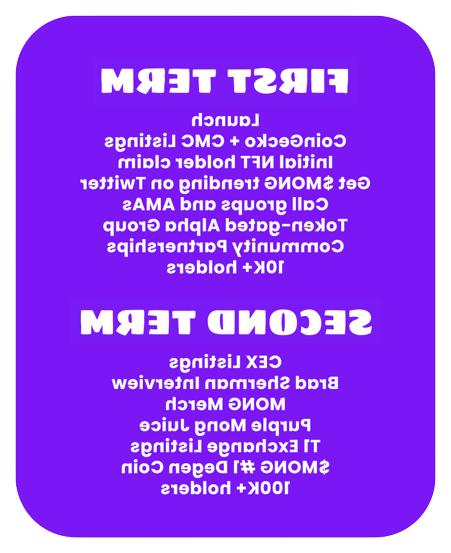 FIRST TERM
Launch
CoinGecko + CMC Listings
Initial NFT holder claim
Get $MONG trending on Twitter
Call groups and AMAs
Token-gated Alpha Group
Community Partnerships
10K+ holders
SECOND TERM
CEX Listings
Brad Sherman Interview
MONG Merch
Purple Mong Juice
T1 Exchange Listings
$MONG #1 Degen Coin
100K+ holders